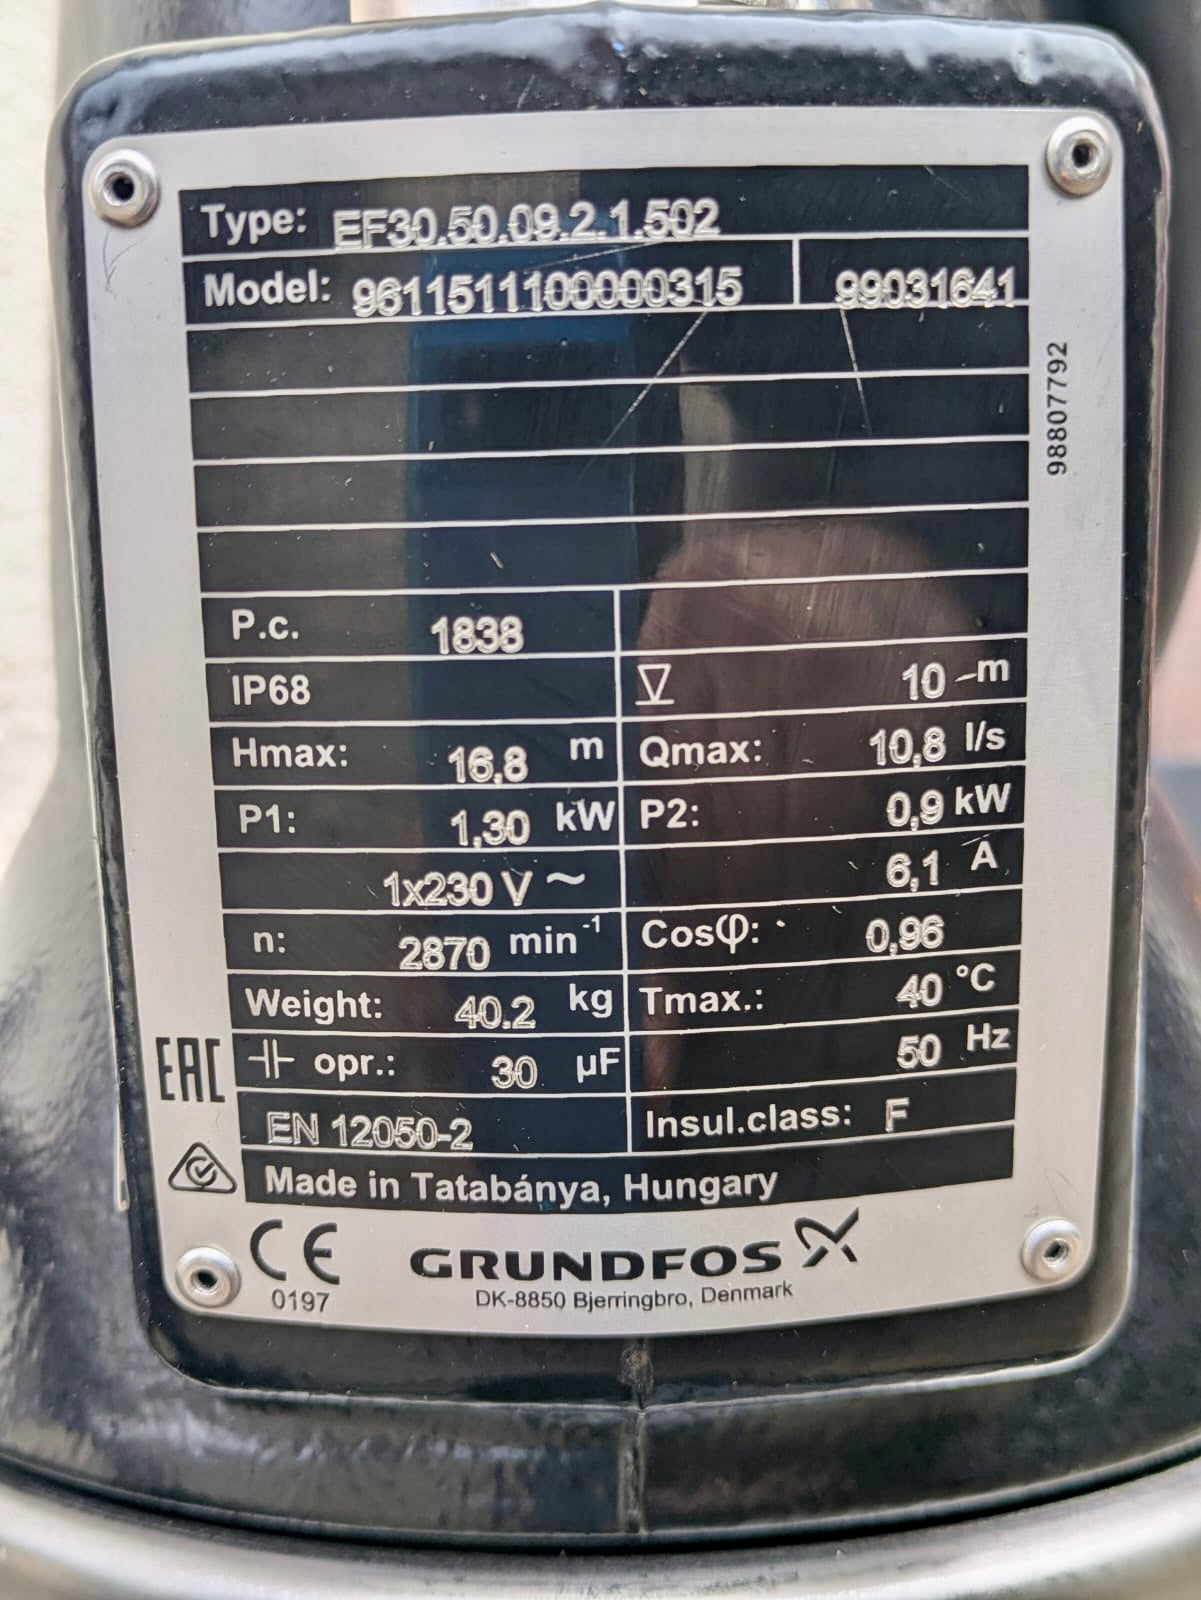 Type: EF30.50.09.2.1.502
Model: 9611511100000315 99031641
98807792
P.c. 1838
IP68 10 m
Hmax: 16,8 m Qmax: 10,8 l/s
P1: 1,30 kW P2: 0,9 kW
1x230 V ~ 6,1 A
n: 2870 min⁻¹ Cosφ: 0,96
Weight: 40.2 kg Tmax.: 40 °C
opr.: 30 µF 50 Hz
EN 12050-2 Insul.class: F
EAC
Made in Tatabánya, Hungary
CE GRUNDFOS
0197 DK-8850 Bjerringbro, Denmark